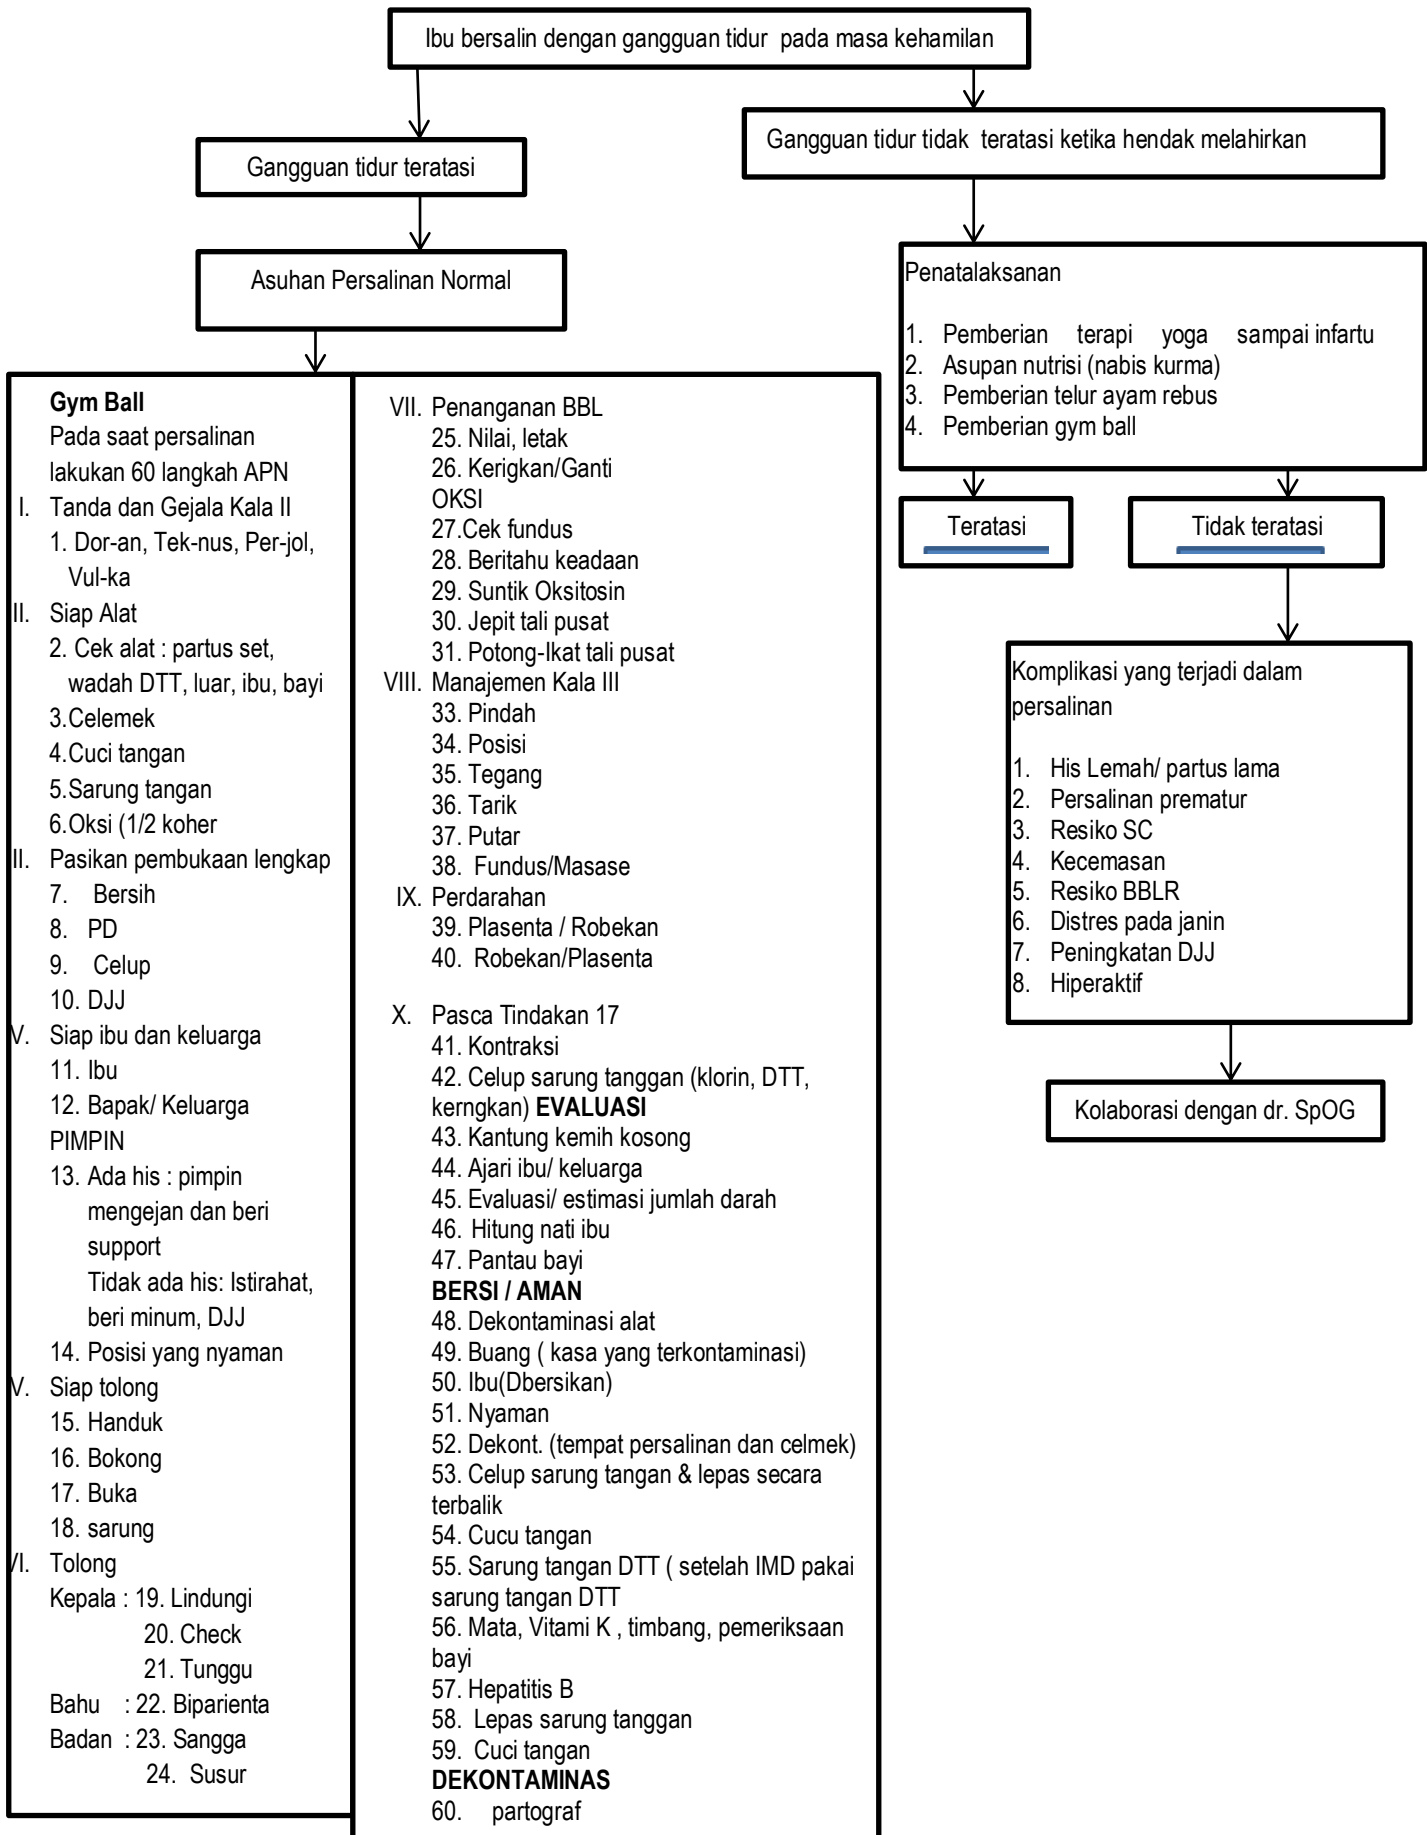 Ibu bersalin dengan gangguan tidur pada masa kehamilan
Gangguan tidur teratasi
Gangguan tidur tidak teratasi ketika hendak melahirkan
Asuhan Persalinan Normal
Gym Ball
Pada saat persalinan
lakukan 60 langkah APN
I. Tanda dan Gejala Kala II
1. Dor-an, Tek-nus, Per-jol,
Vul-ka
II. Siap Alat
2. Cek alat : partus set,
wadah DTT, luar, ibu, bayi
3.Celemek
4.Cuci tangan
5.Sarung tangan
6.Oksi (1/2 koher
II. Pasikan pembukaan lengkap
7. Bersih
8. PD
9. Celup
10. DJJ
V. Siap ibu dan keluarga
11. Ibu
12. Bapak/ Keluarga
PIMPIN
13. Ada his : pimpin
mengejan dan beri
support
Tidak ada his: Istirahat,
beri minum, DJJ
14. Posisi yang nyaman
V. Siap tolong
15. Handuk
16. Bokong
17. Buka
18. sarung
VI. Tolong
Kepala : 19. Lindungi
20. Check
21. Tunggu
Bahu : 22. Biparienta
Badan : 23. Sangga
24. Susur
VII. Penanganan BBL
25. Nilai, letak
26. Kerigkan/Ganti
OKSI
27.Cek fundus
28. Beritahu keadaan
29. Suntik Oksitosin
30. Jepit tali pusat
31. Potong-Ikat tali pusat
VIII. Manajemen Kala III
33. Pindah
34. Posisi
35. Tegang
36. Tarik
37. Putar
38. Fundus/Masase
IX. Perdarahan
39. Plasenta / Robekan
40. Robekan/Plasenta
X. Pasca Tindakan 17
41. Kontraksi
42. Celup sarung tanggan (klorin, DTT,
kerngkan) EVALUASI
43. Kantung kemih kosong
44. Ajari ibu/ keluarga
45. Evaluasi/ estimasi jumlah darah
46. Hitung nati ibu
47. Pantau bayi
BERSI / AMAN
48. Dekontaminasi alat
49. Buang ( kasa yang terkontaminasi)
50. Ibu(Dbersikan)
51. Nyaman
52. Dekont. (tempat persalinan dan celmek)
53. Celup sarung tangan & lepas secara
terbalik
54. Cucu tangan
55. Sarung tangan DTT ( setelah IMD pakai
sarung tangan DTT
56. Mata, Vitami K , timbang, pemeriksaan
bayi
57. Hepatitis B
58. Lepas sarung tanggan
59. Cuci tangan
DEKONTAMINAS
60. partograf
Penatalaksanan
1. Pemberian terapi yoga sampai infartu
2. Asupan nutrisi (nabis kurma)
3. Pemberian telur ayam rebus
4. Pemberian gym ball
Teratasi
Tidak teratasi
Komplikasi yang terjadi dalam
persalinan
1. His Lemah/ partus lama
2. Persalinan prematur
3. Resiko SC
4. Kecemasan
5. Resiko BBLR
6. Distres pada janin
7. Peningkatan DJJ
8. Hiperaktif
Kolaborasi dengan dr. SpOG